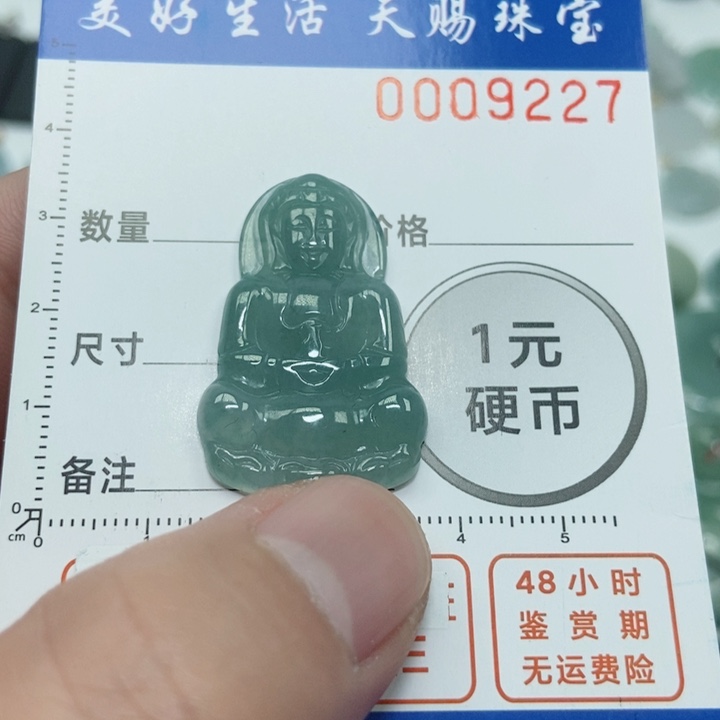 美好生活 天赐珠宝
0009227
数量 价格
尺寸
备注
1元
硬币
5
4
3
2
1
0
cm 0 1 4 5
48小时
鉴赏期
无运费险